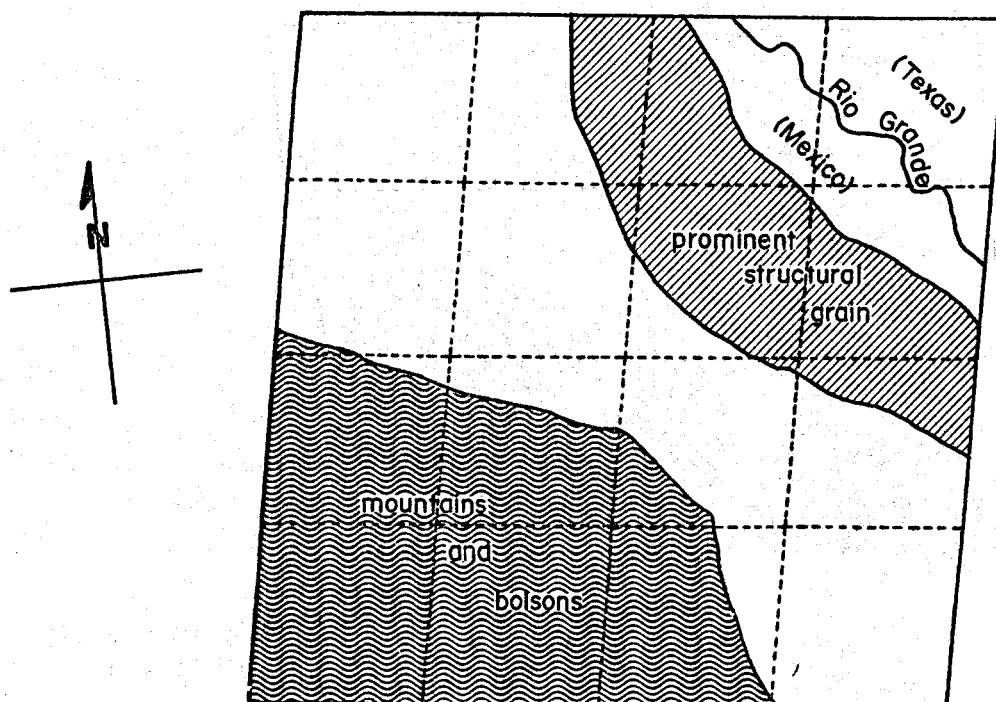 (Texas)
Rio Grande
(Mexico)
N
prominent
structural
grain
mountains
and
bolsons